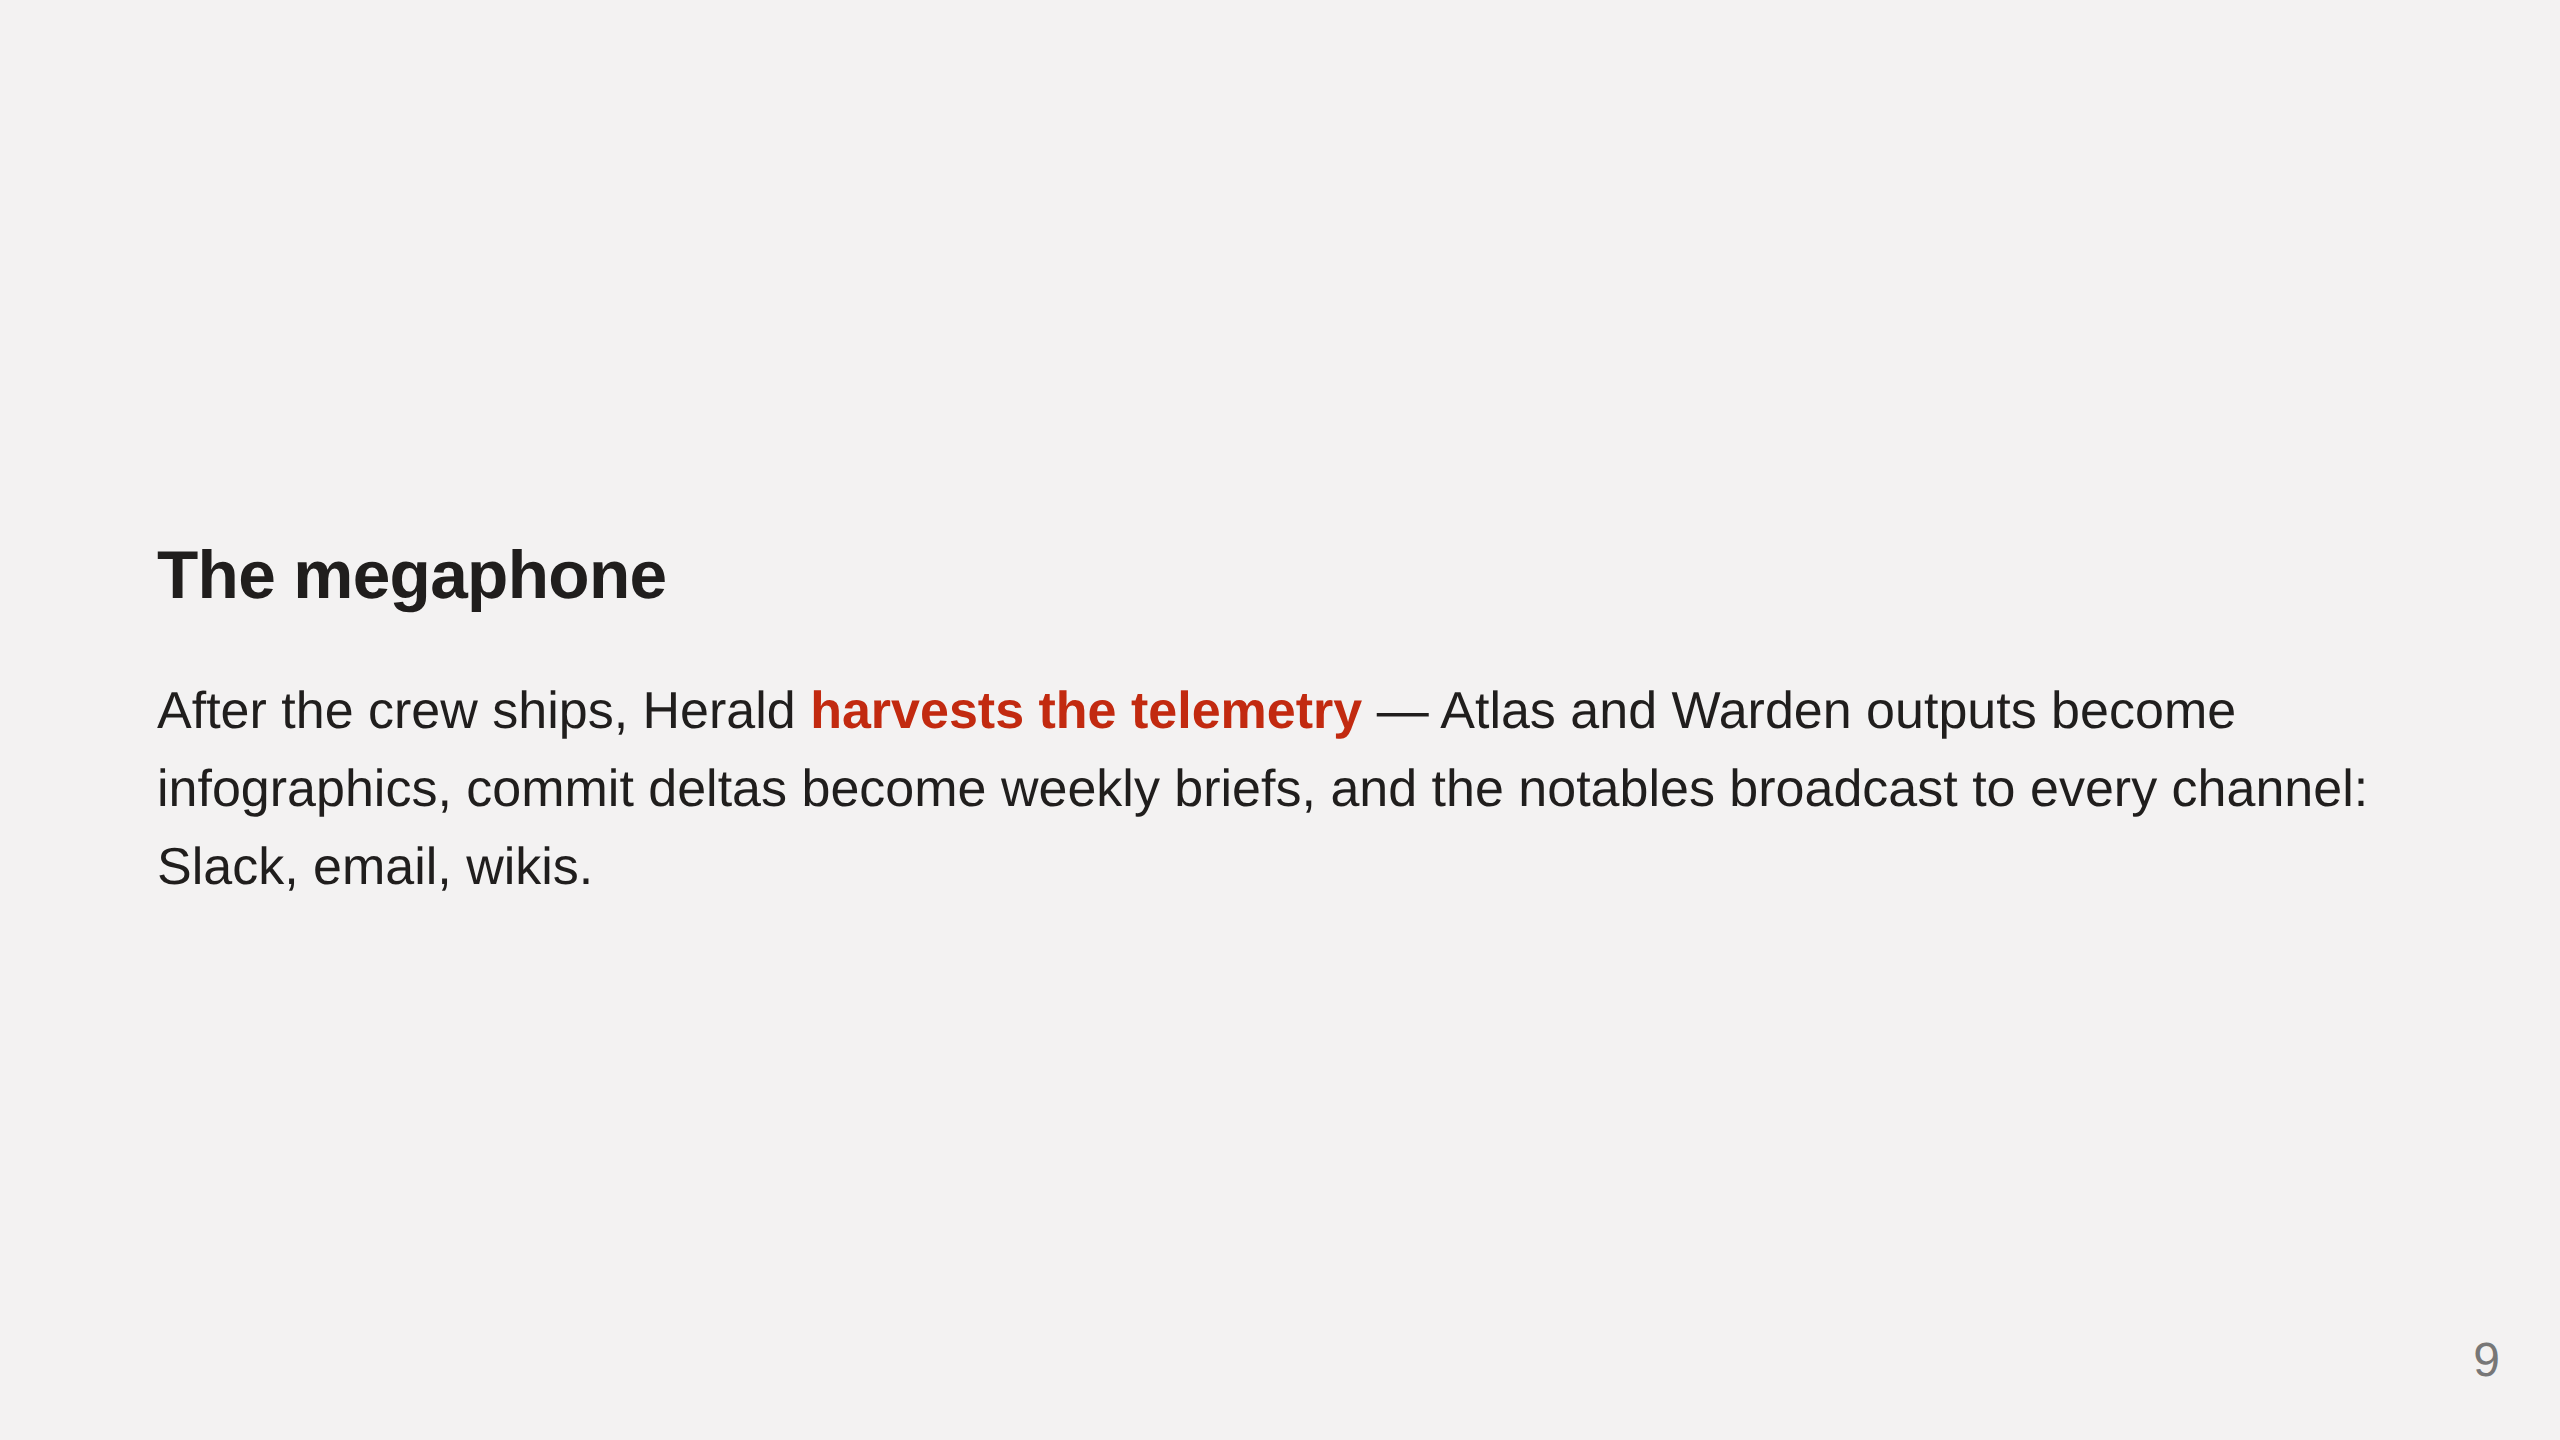 The megaphone
After the crew ships, Herald harvests the telemetry — Atlas and Warden outputs become
infographics, commit deltas become weekly briefs, and the notables broadcast to every channel:
Slack, email, wikis.
9